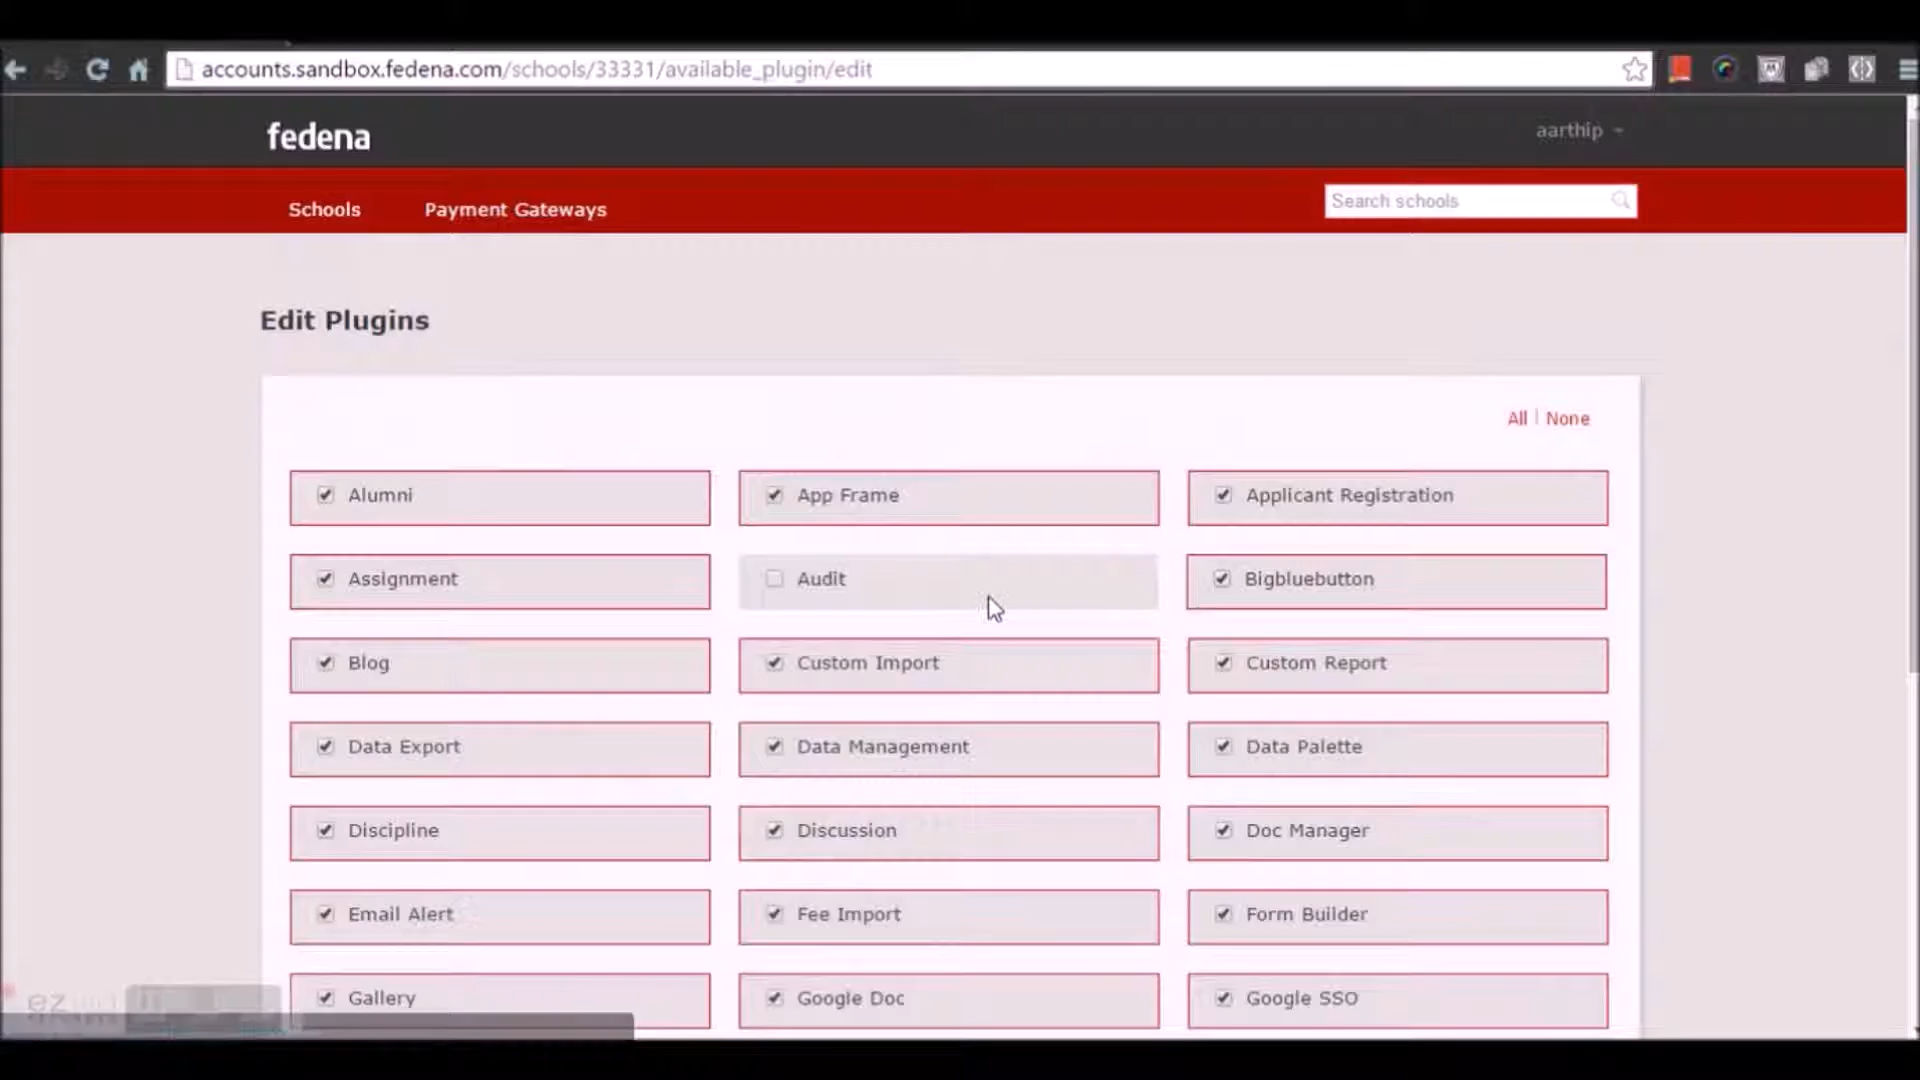 accounts.sandbox.fedena.com/schools/33331/available_plugin/edit
fedena
aarthip
Schools
Payment Gateways
Search schools
Edit Plugins
All | None
Alumni
App Frame
Applicant Registration
Assignment
Audit
Bigbluebutton
Blog
Custom Import
Custom Report
Data Export
Data Management
Data Palette
Discipline
Discussion
Doc Manager
Email Alert
Fee Import
Form Builder
Gallery
Google Doc
Google SSO